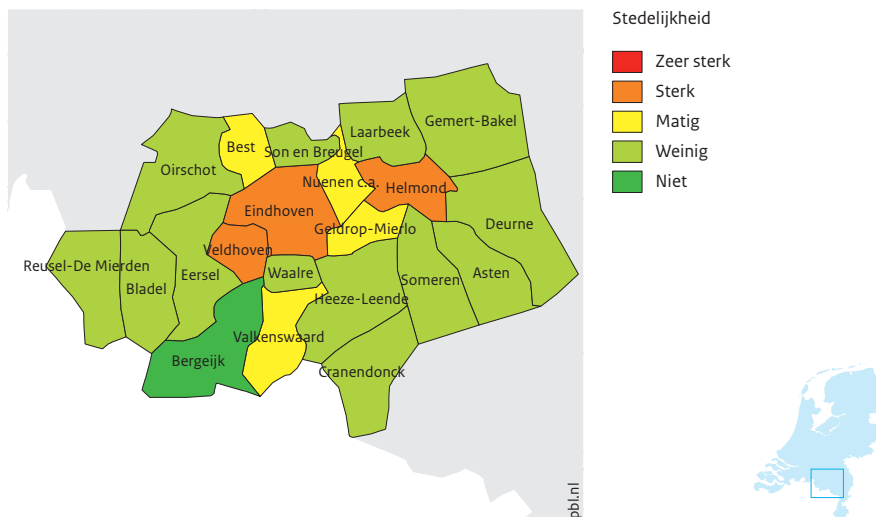 Stedelijkheid
Zeer sterk
Sterk
Matig
Weinig
Niet
Gemert-Bakel
Laarbeek
Best
Son en Breugel
Oirschot
Nuenen c.a.
Helmond
Eindhoven
Deurne
Geldrop-Mierlo
Veldhoven
Reusel-De Mierden
Eersel
Waalre
Asten
Someren
Bladel
Heeze-Leende
Valkenswaard
Bergeijk
Cranendonck
pbl.nl